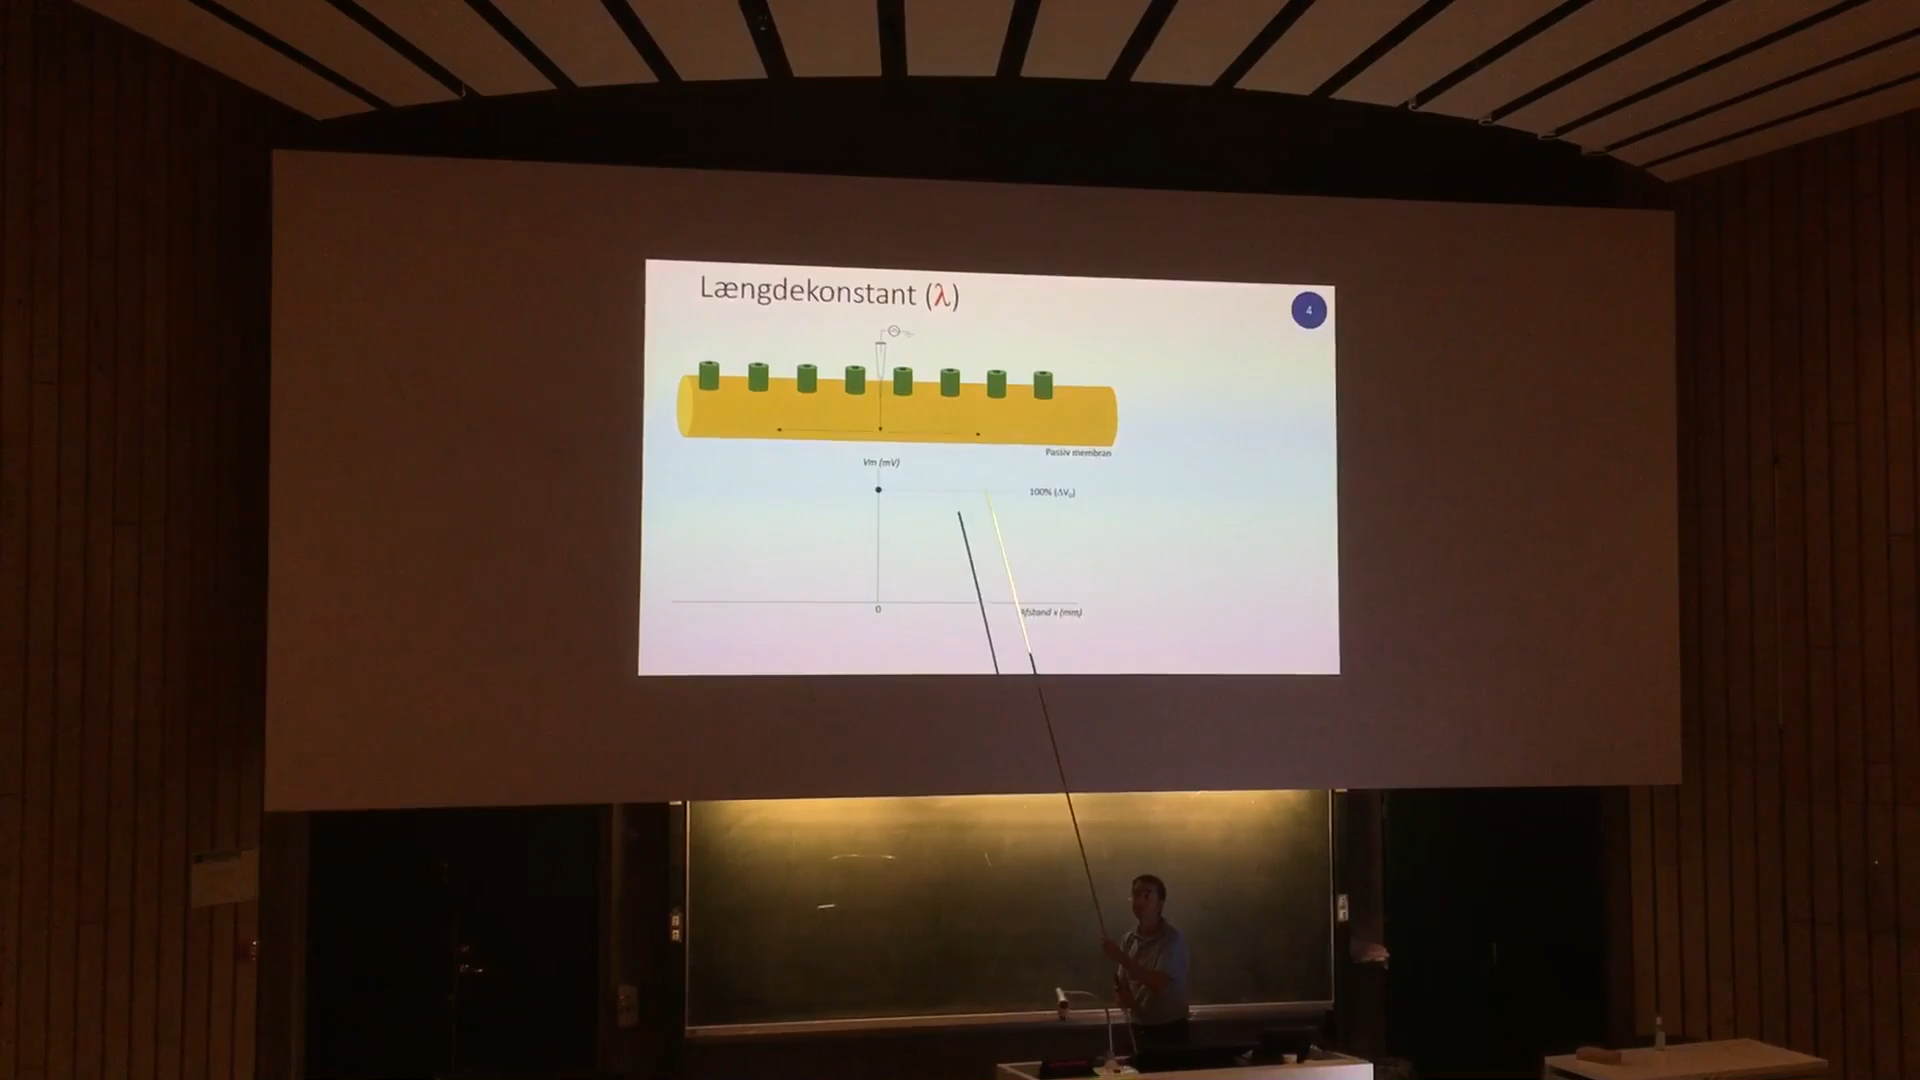 Længdekonstant (λ)
4
Passiv membran
Vm (mV)
100% (ΔV₀)
0
Afstand x (mm)